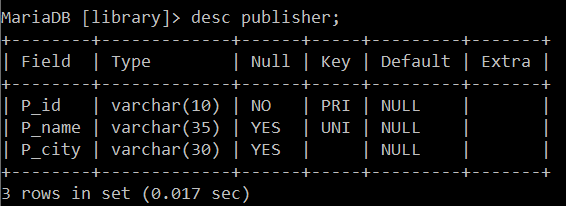 MariaDB [library]> desc publisher;
+--------+-------------+------+-----+---------+-------+
| Field  | Type        | Null | Key | Default | Extra |
+--------+-------------+------+-----+---------+-------+
| P_id   | varchar(10) | NO   | PRI | NULL    |       |
| P_name | varchar(35) | YES  | UNI | NULL    |       |
| P_city | varchar(30) | YES  |     | NULL    |       |
+--------+-------------+------+-----+---------+-------+
3 rows in set (0.017 sec)